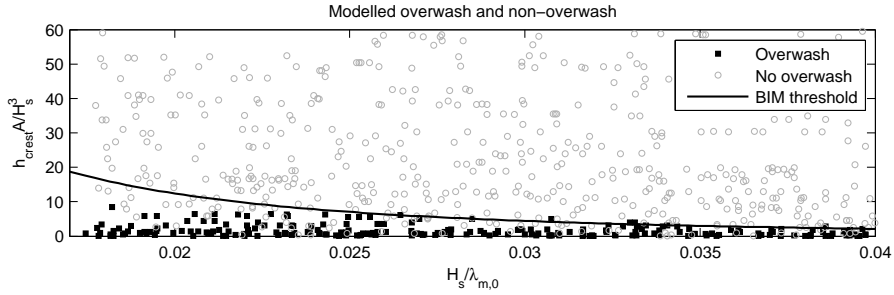 Modelled overwash and non−overwash
60
50
40
30
20
10
0
h_crest A/H_s^3
Overwash
No overwash
BIM threshold
0.02
0.025
0.03
0.035
0.04
H_s/λ_m,0